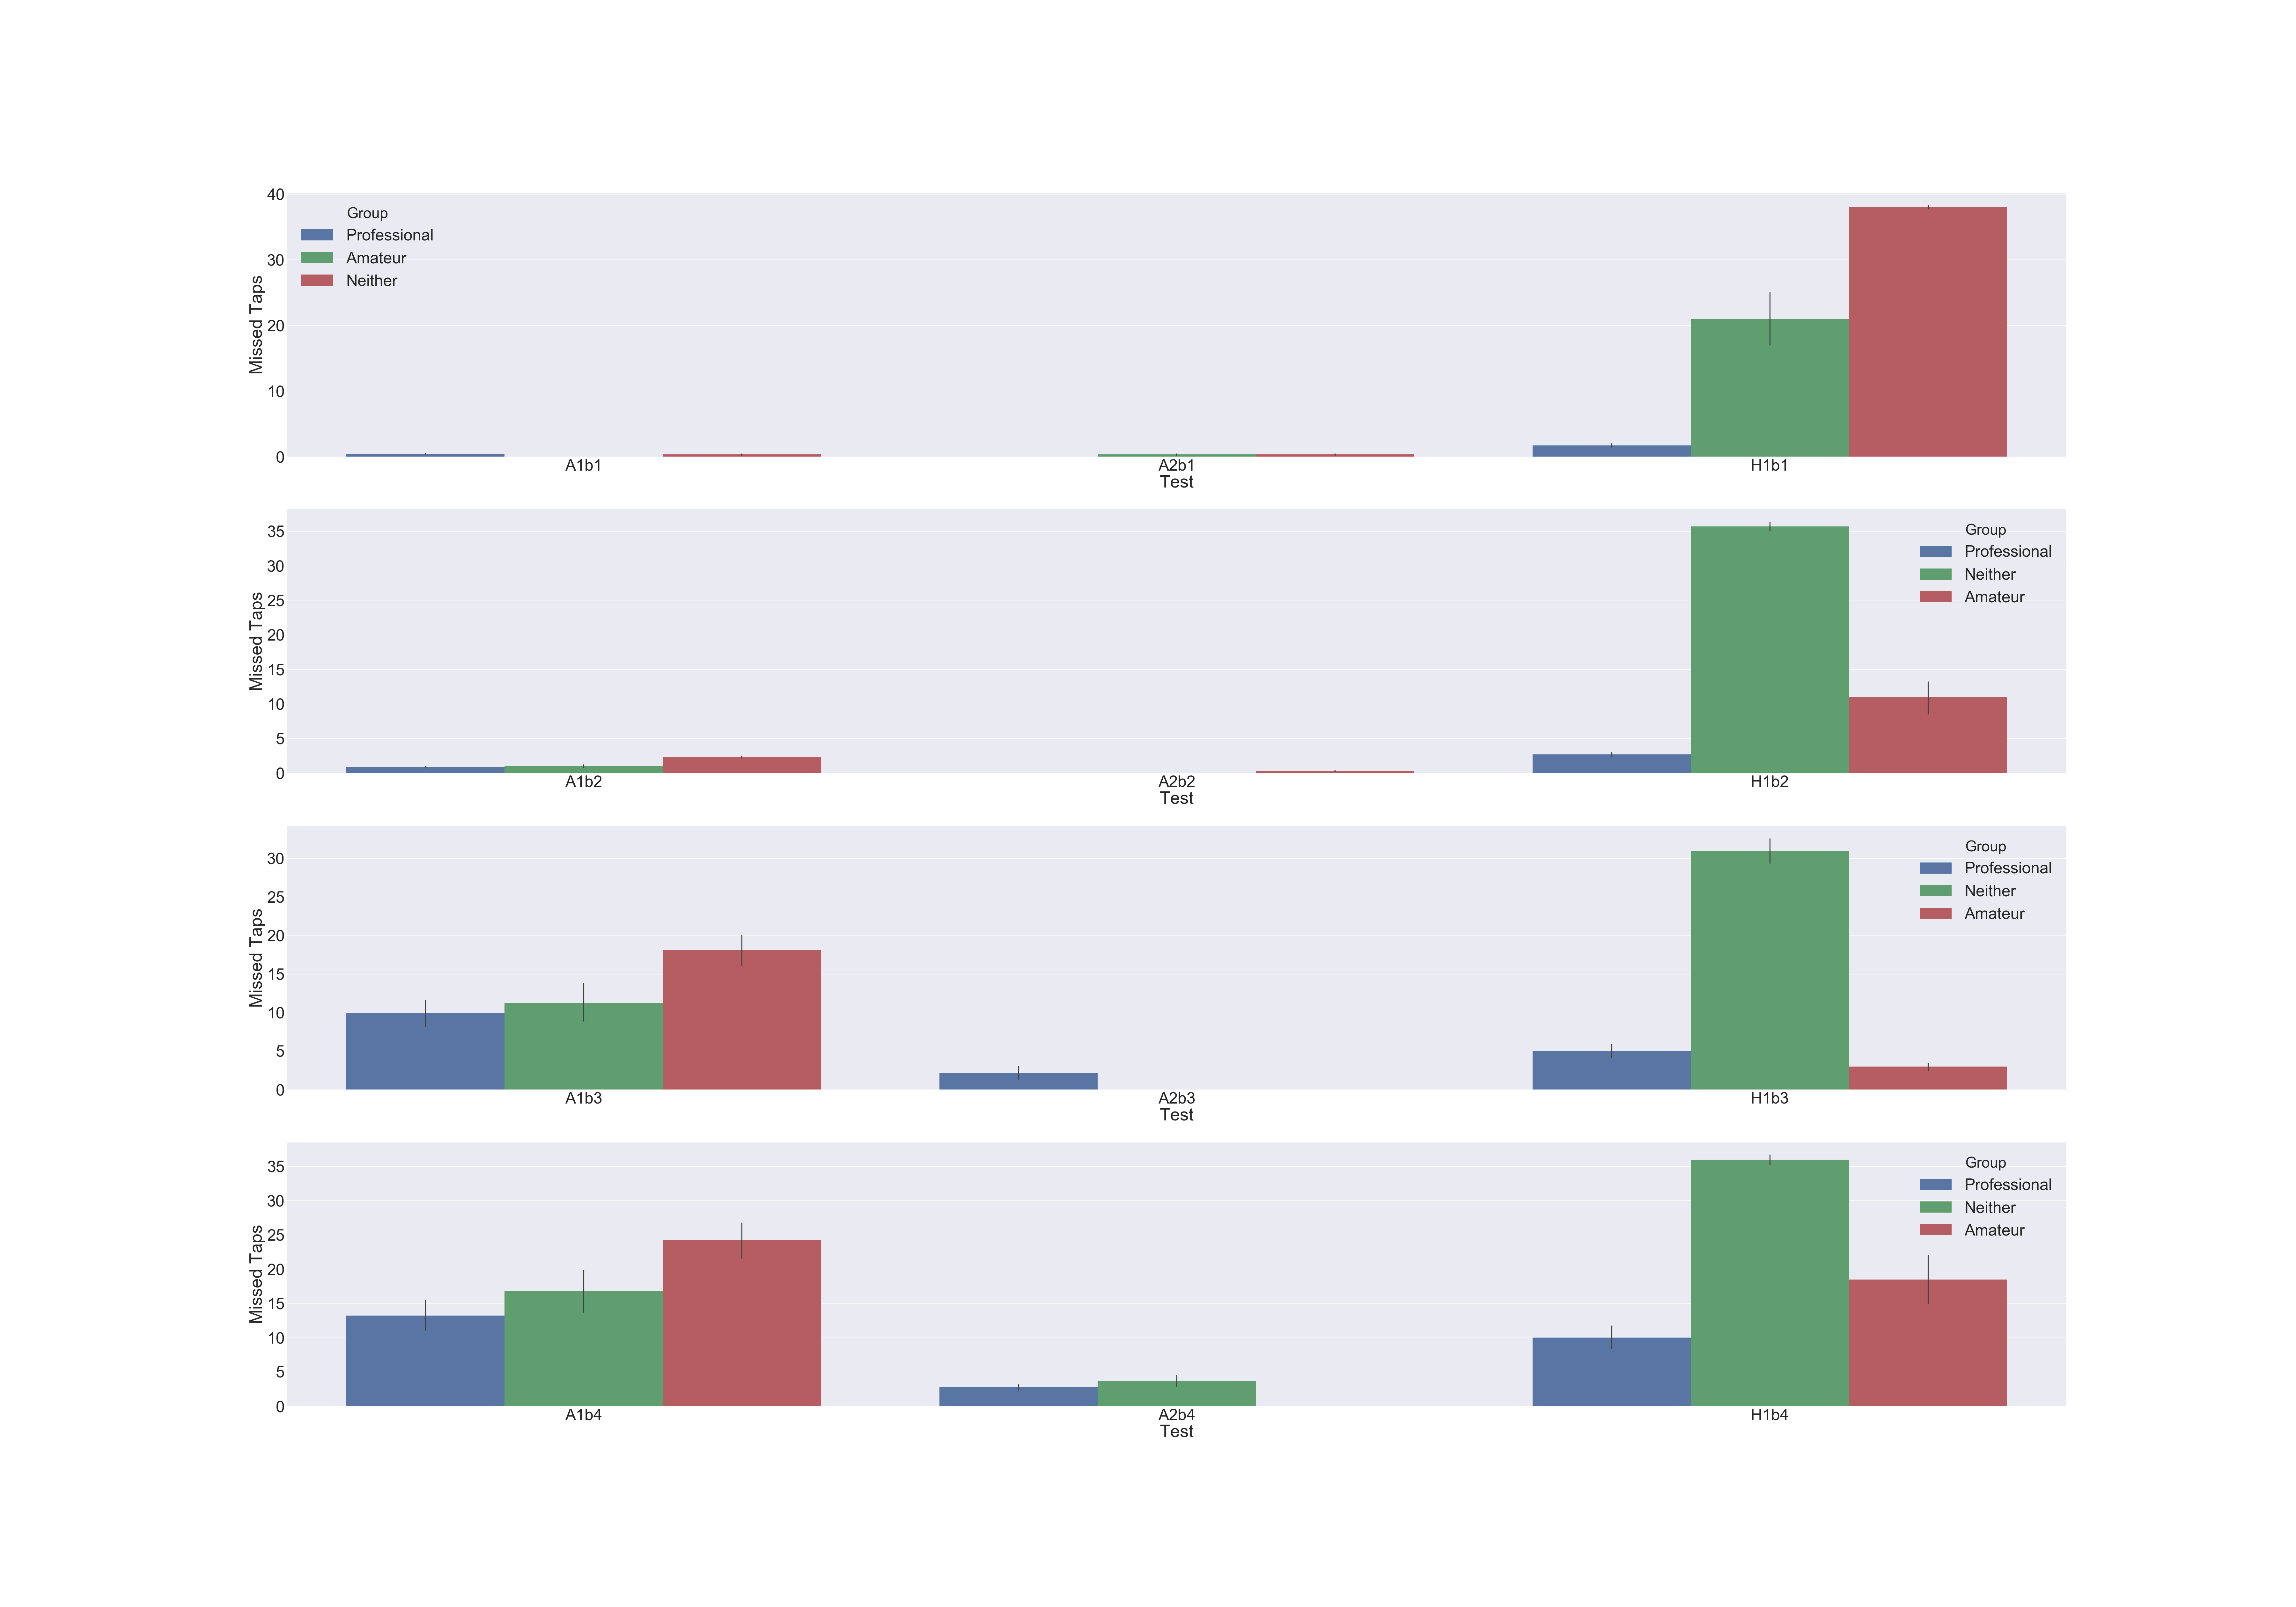 40
30
20
10
0
Missed Taps
Group
Professional
Amateur
Neither
A1b1
A2b1
H1b1
Test
35
30
25
20
15
10
5
0
Missed Taps
Group
Professional
Neither
Amateur
A1b2
A2b2
H1b2
Test
30
25
20
15
10
5
0
Missed Taps
Group
Professional
Neither
Amateur
A1b3
A2b3
H1b3
Test
35
30
25
20
15
10
5
0
Missed Taps
Group
Professional
Neither
Amateur
A1b4
A2b4
H1b4
Test